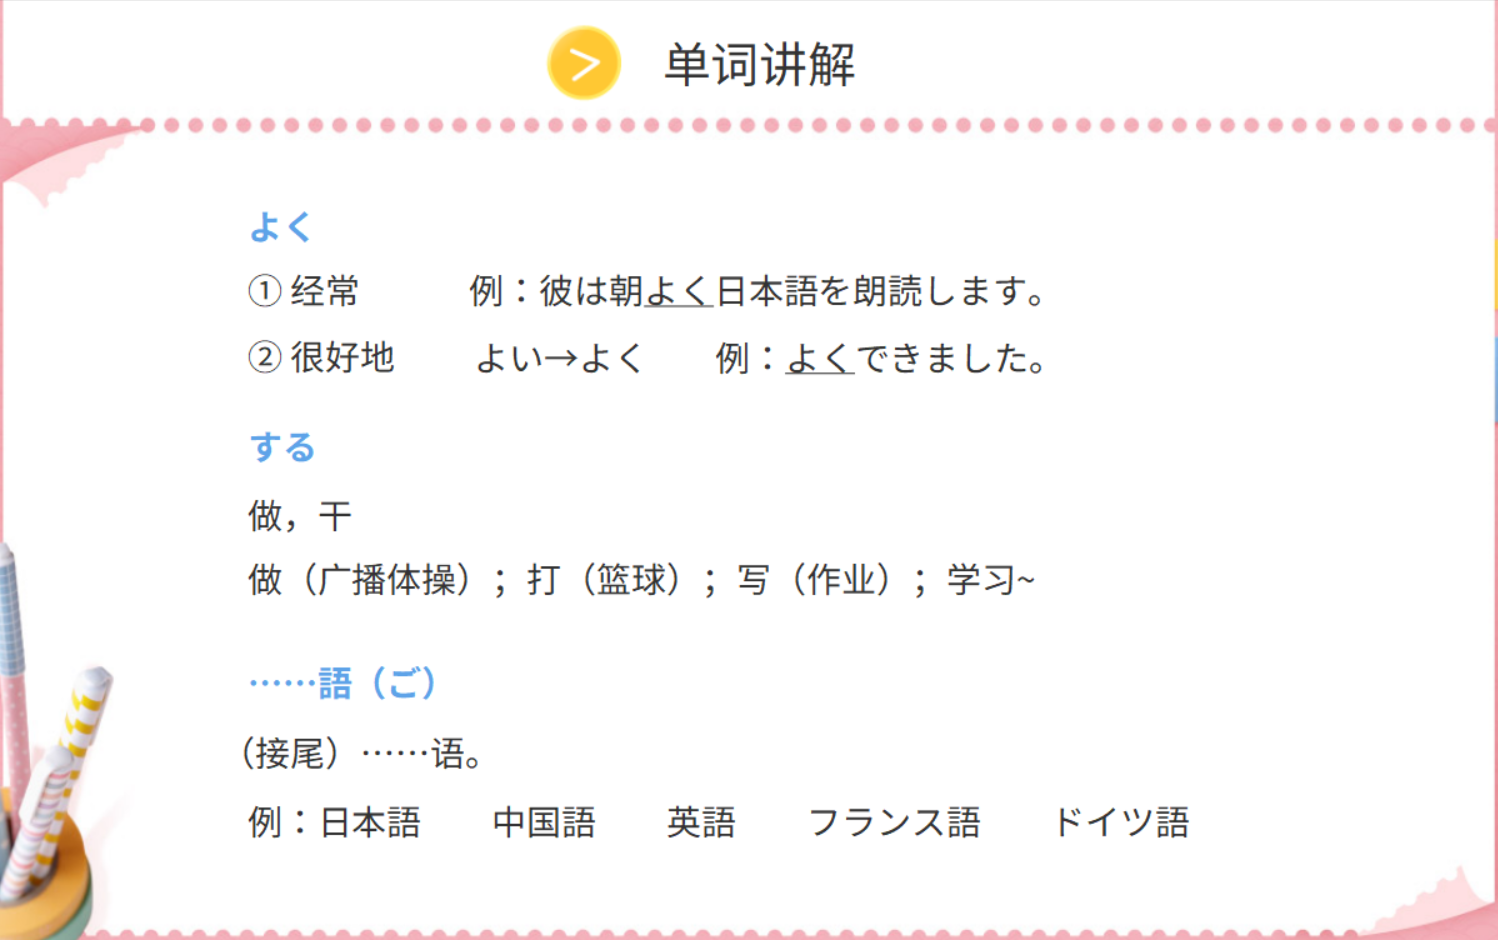 单词讲解
よく
① 经常 例：彼は朝よく日本語を朗読します。
② 很好地 よい→よく 例：よくできました。
する
做，干
做（广播体操）；打（篮球）；写（作业）；学习~
……語（ご）
（接尾）……语。
例：日本語 中国語 英語 フランス語 ドイツ語